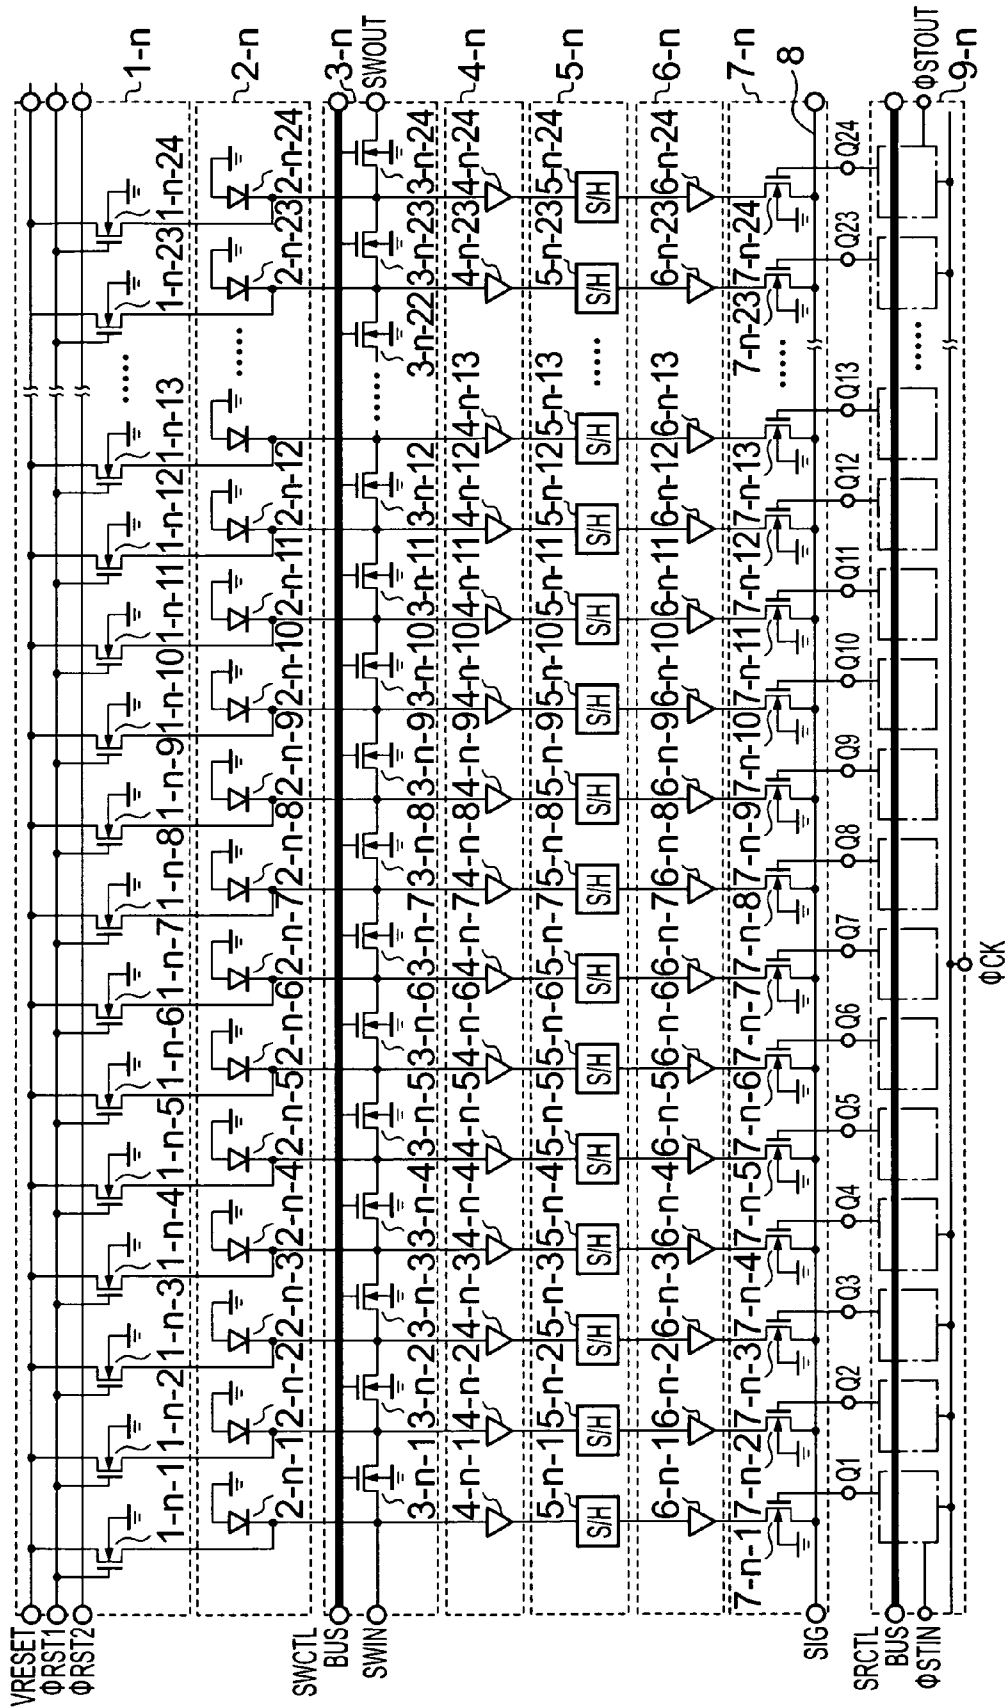 VRESET
ΦRST1
ΦRST2
1-n-1 1-n-2 1-n-3 1-n-4 1-n-5 1-n-6 1-n-7 1-n-8 1-n-9 1-n-10 1-n-11 1-n-12 1-n-13 ..... 1-n-23 1-n-24 1-n
2-n-1 2-n-2 2-n-3 2-n-4 2-n-5 2-n-6 2-n-7 2-n-8 2-n-9 2-n-10 2-n-11 2-n-12 ..... 2-n-23 2-n-24 2-n
SWCTL
BUS 3-n
SWIN SWOUT
3-n-1 3-n-2 3-n-3 3-n-4 3-n-5 3-n-6 3-n-7 3-n-8 3-n-9 3-n-10 3-n-11 3-n-12 ..... 3-n-22 3-n-23 3-n-24
4-n-1 4-n-2 4-n-3 4-n-4 4-n-5 4-n-6 4-n-7 4-n-8 4-n-9 4-n-10 4-n-11 4-n-12 4-n-13 4-n-23 4-n-24 4-n
5-n-1 5-n-2 5-n-3 5-n-4 5-n-5 5-n-6 5-n-7 5-n-8 5-n-9 5-n-10 5-n-11 5-n-12 5-n-13 5-n-23 5-n-24 5-n
S/H S/H S/H S/H S/H S/H S/H S/H S/H S/H S/H S/H S/H ..... S/H S/H
6-n-1 6-n-2 6-n-3 6-n-4 6-n-5 6-n-6 6-n-7 6-n-8 6-n-9 6-n-10 6-n-11 6-n-12 6-n-13 6-n-23 6-n-24 6-n
7-n-1 7-n-2 7-n-3 7-n-4 7-n-5 7-n-6 7-n-7 7-n-8 7-n-9 7-n-10 7-n-11 7-n-12 7-n-13 ..... 7-n-23 7-n-24 7-n
SIG 8
Q1 Q2 Q3 Q4 Q5 Q6 Q7 Q8 Q9 Q10 Q11 Q12 Q13 Q23 Q24
SRCTL
BUS
ΦSTIN ..... ΦSTOUT
9-n
ΦCK